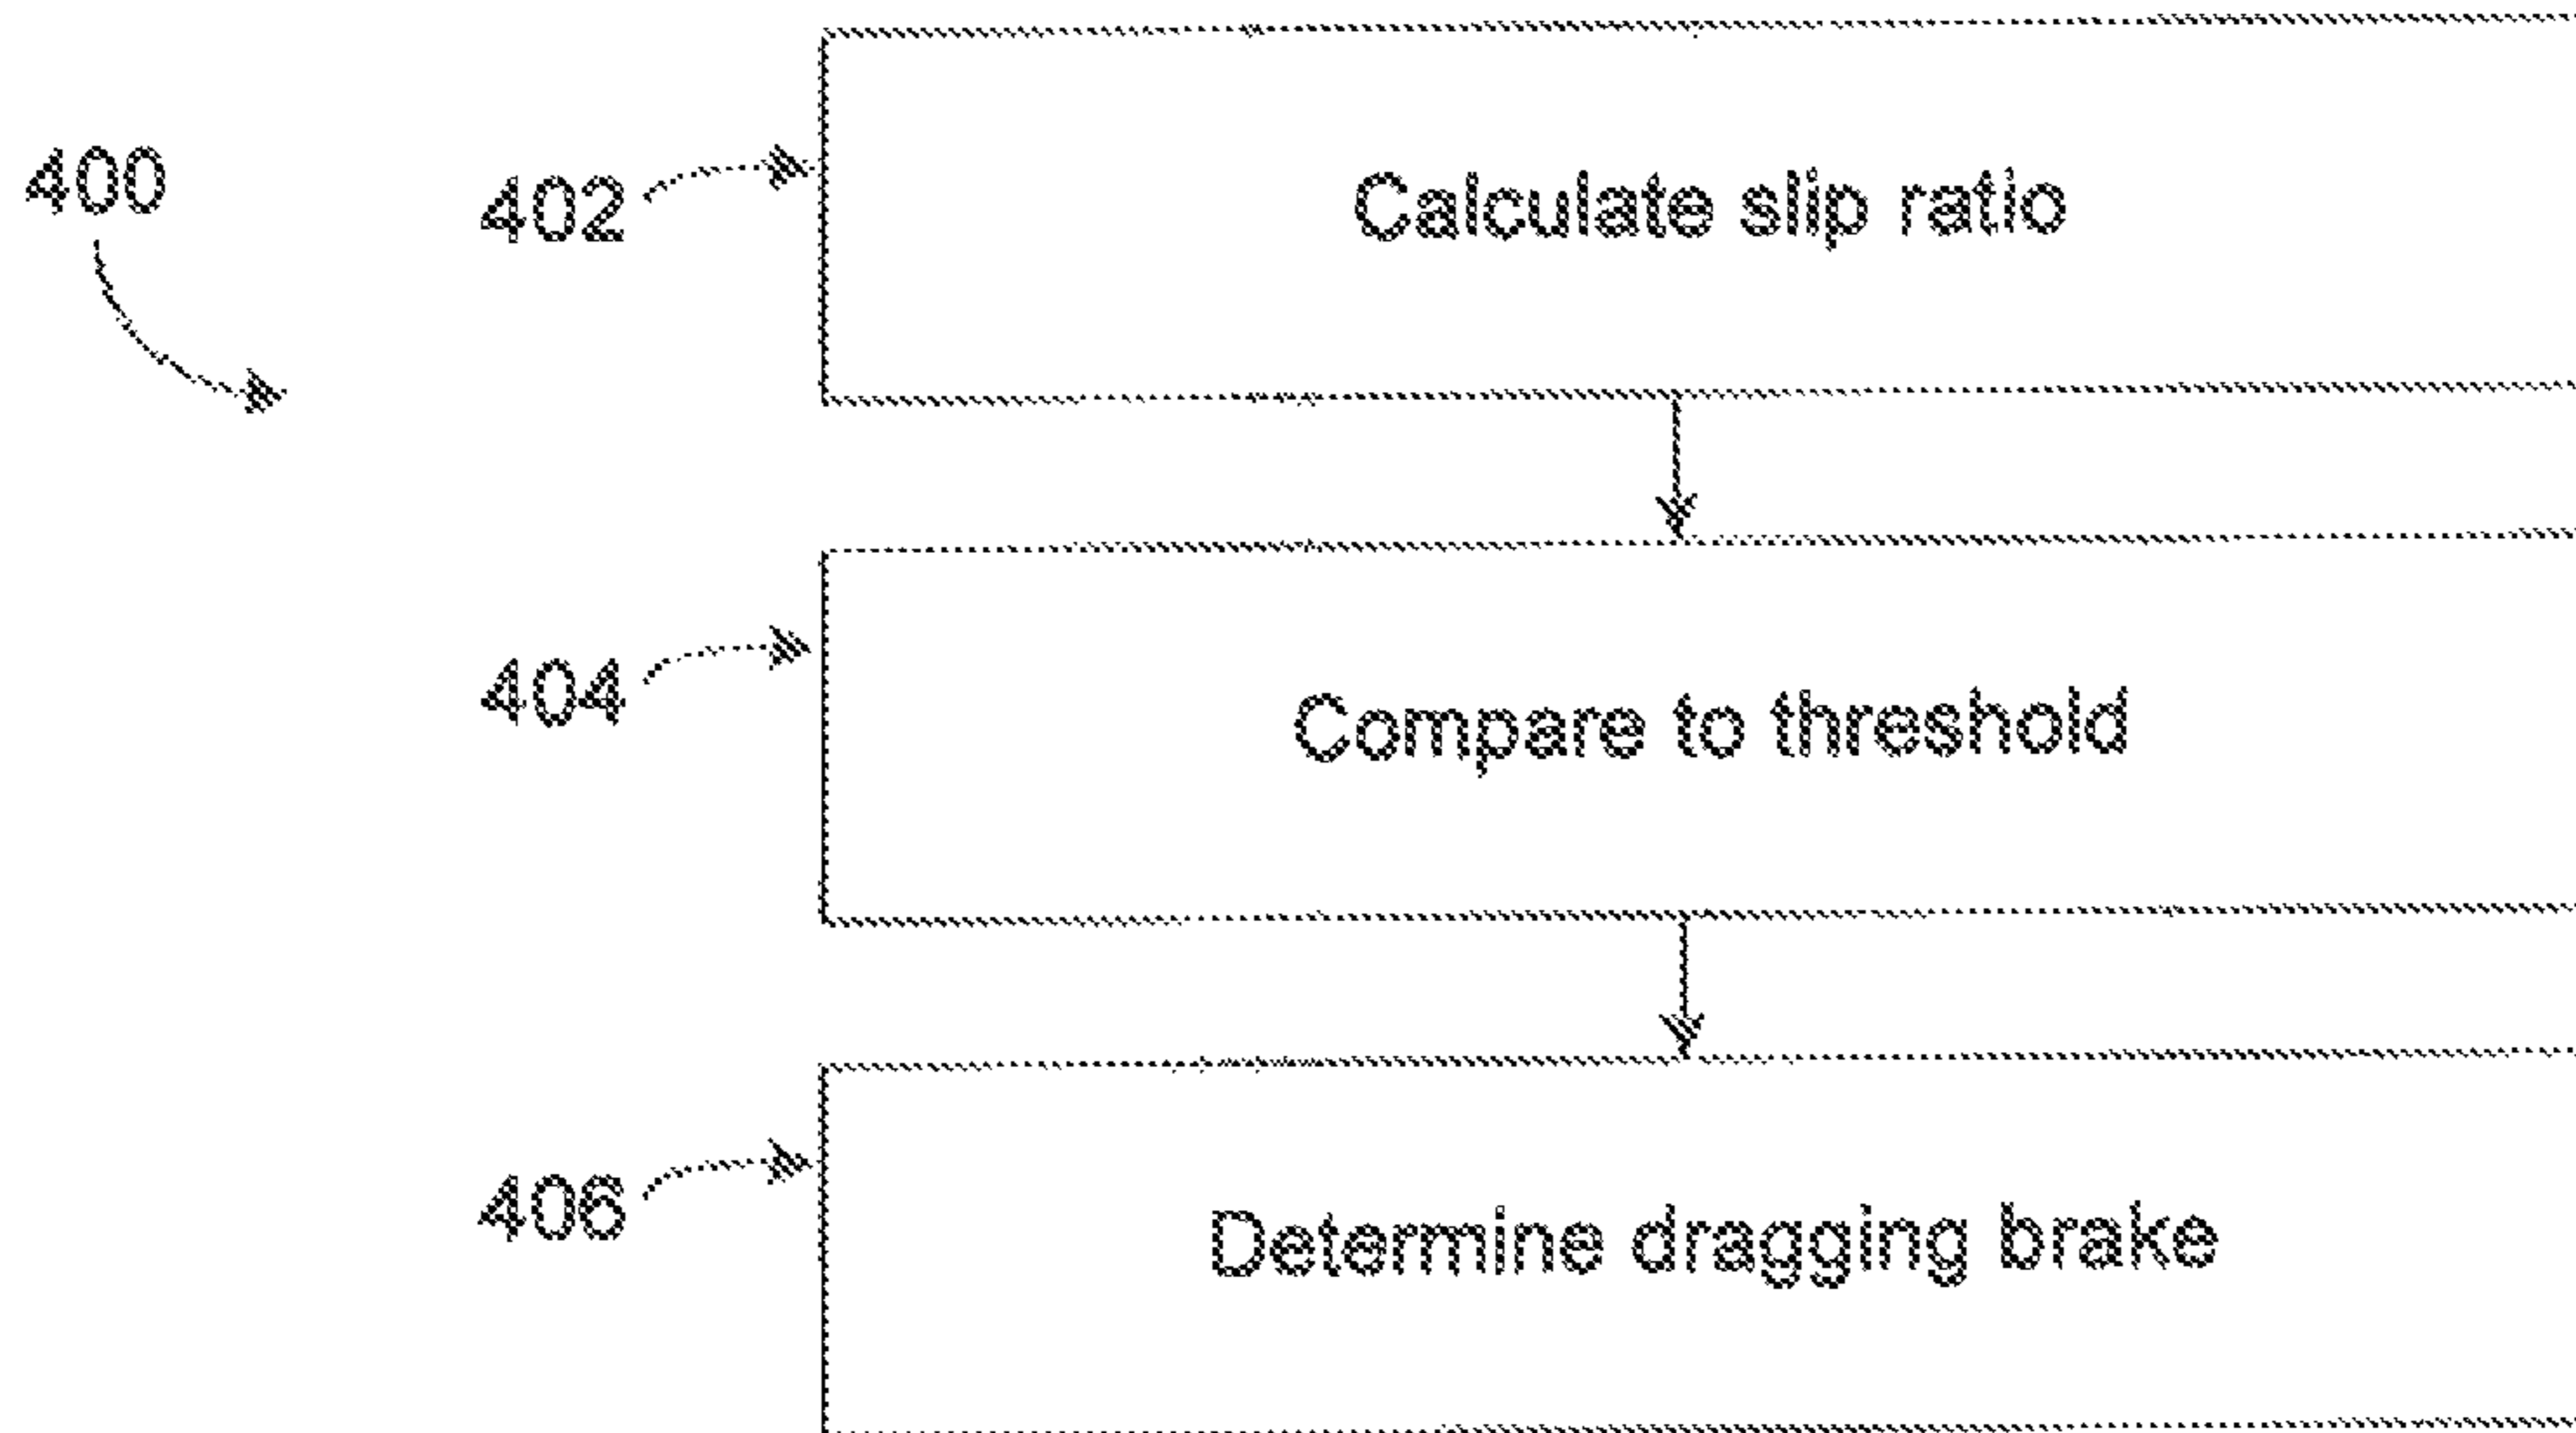 400
402
Calculate slip ratio
404
Compare to threshold
406
Determine dragging brake